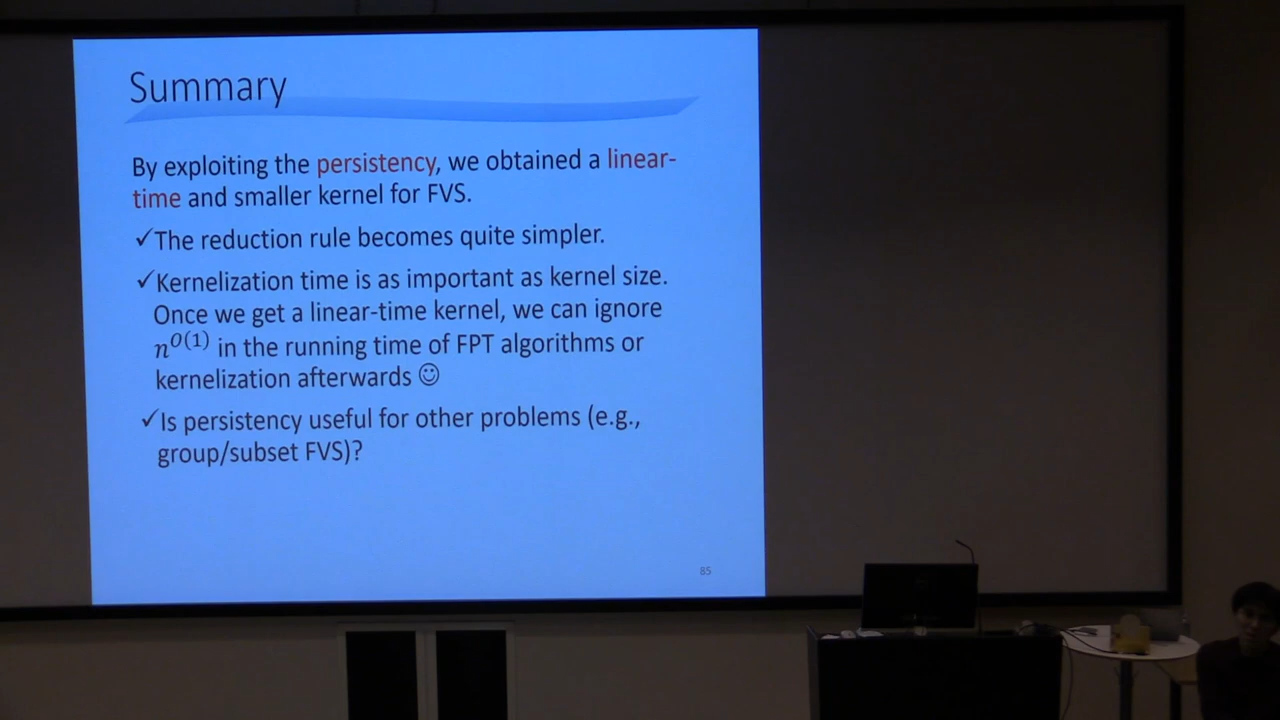 Summary
By exploiting the persistency, we obtained a linear-
time and smaller kernel for FVS.
✓The reduction rule becomes quite simpler.
✓Kernelization time is as important as kernel size.
Once we get a linear-time kernel, we can ignore
n^{O(1)} in the running time of FPT algorithms or
kernelization afterwards ☺
✓Is persistency useful for other problems (e.g.,
group/subset FVS)?
85